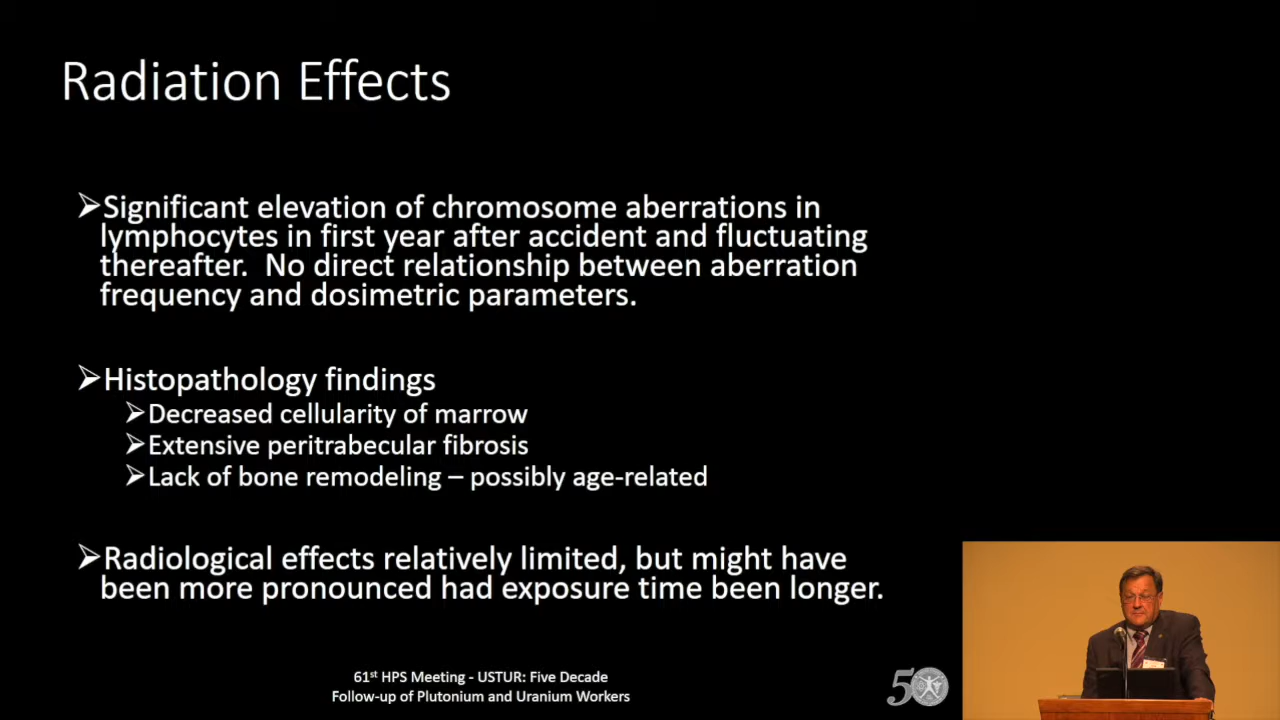 Radiation Effects
➢Significant elevation of chromosome aberrations in
lymphocytes in first year after accident and fluctuating
thereafter.  No direct relationship between aberration
frequency and dosimetric parameters.
➢Histopathology findings
➢Decreased cellularity of marrow
➢Extensive peritrabecular fibrosis
➢Lack of bone remodeling – possibly age-related
➢Radiological effects relatively limited, but might have
been more pronounced had exposure time been longer.
61st HPS Meeting - USTUR: Five Decade
Follow-up of Plutonium and Uranium Workers
50